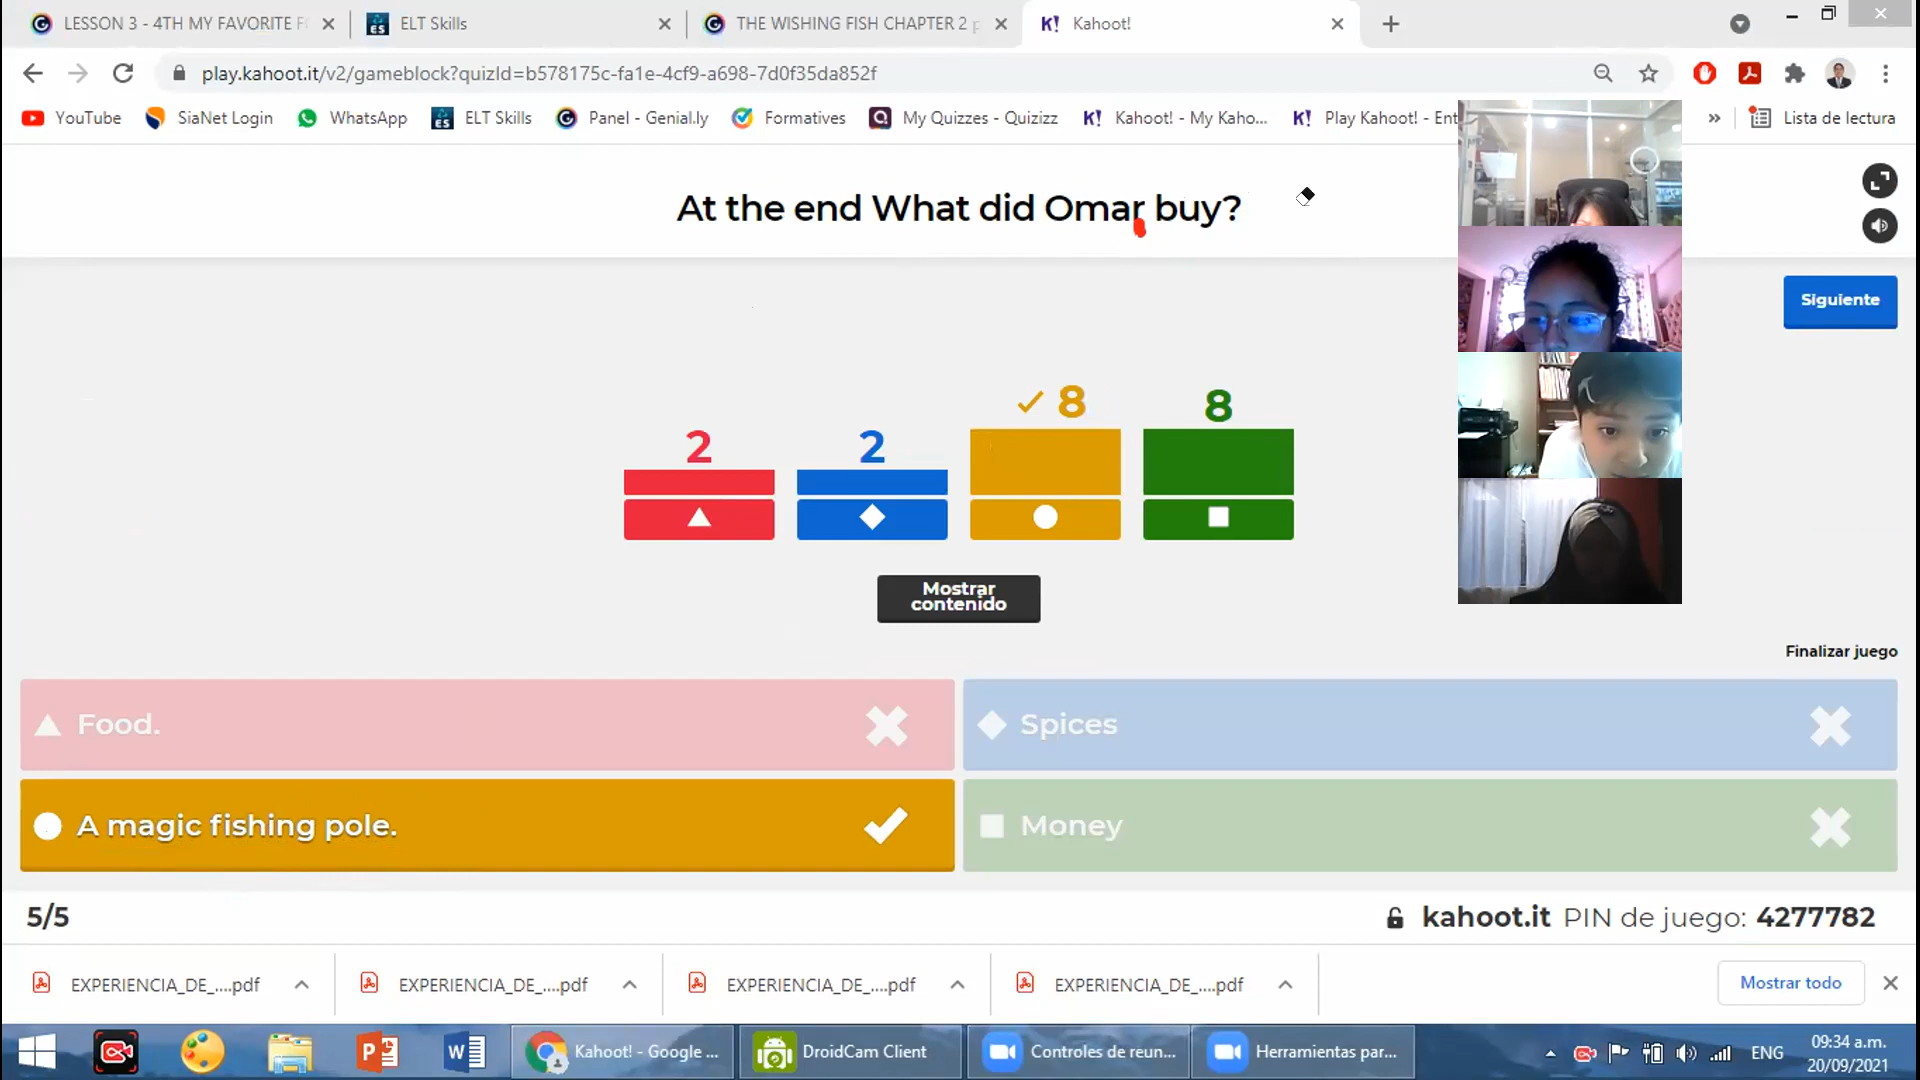 LESSON 3 - 4TH MY FAVORITE F
ELT Skills
THE WISHING FISH CHAPTER 2 p
Kahoot!
play.kahoot.it/v2/gameblock?quizId=b578175c-fa1e-4cf9-a698-7d0f35da852f
YouTube
SiaNet Login
WhatsApp
ELT Skills
Panel - Genial.ly
Formatives
My Quizzes - Quizizz
Kahoot! - My Kaho...
Play Kahoot! - Ent
»
Lista de lectura
At the end What did Omar buy?
Siguiente
2
2
8
8
Mostrar
contenido
Finalizar juego
Food.
Spices
A magic fishing pole.
Money
5/5
kahoot.it PIN de juego: 4277782
EXPERIENCIA_DE_....pdf
EXPERIENCIA_DE_....pdf
EXPERIENCIA_DE_....pdf
EXPERIENCIA_DE_....pdf
Mostrar todo
Kahoot! - Google ...
DroidCam Client
Controles de reun...
Herramientas par...
ENG
09:34 a.m.
20/09/2021